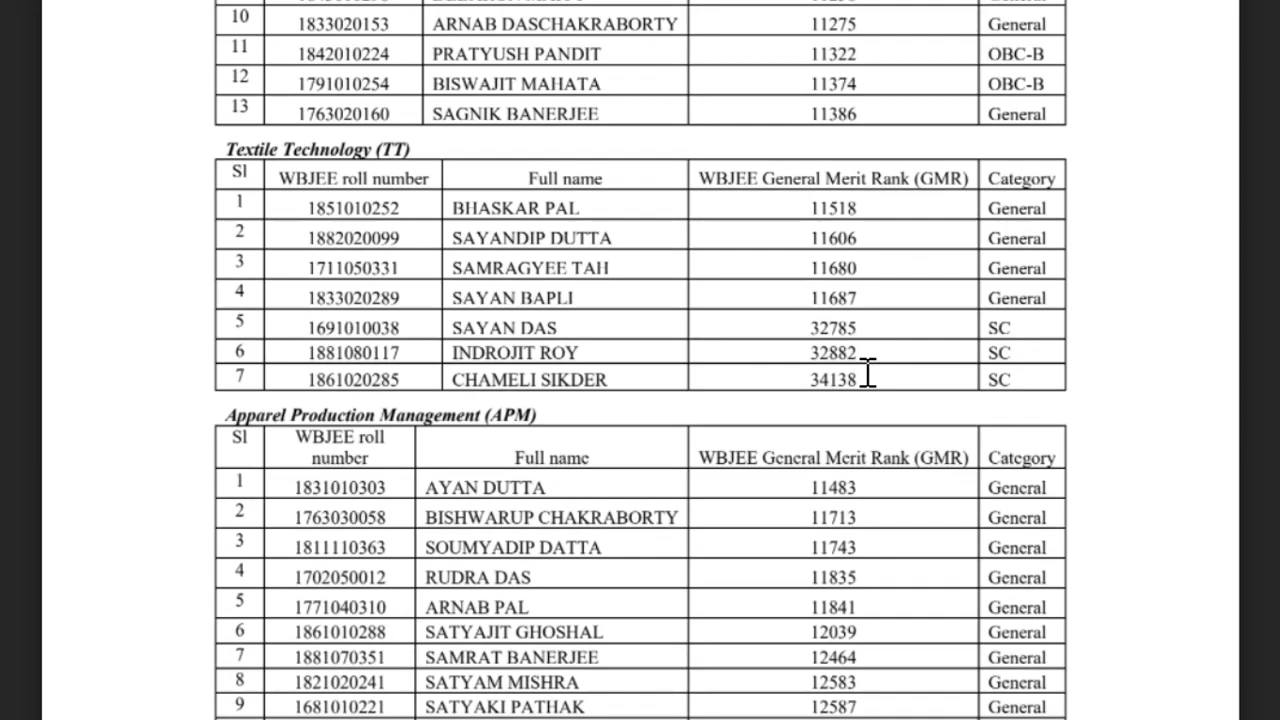 10 1833020153 ARNAB DASCHAKRABORTY 11275 General
11 1842010224 PRATYUSH PANDIT 11322 OBC-B
12 1791010254 BISWAJIT MAHATA 11374 OBC-B
13 1763020160 SAGNIK BANERJEE 11386 General
Textile Technology (TT)
Sl WBJEE roll number Full name WBJEE General Merit Rank (GMR) Category
1 1851010252 BHASKAR PAL 11518 General
2 1882020099 SAYANDIP DUTTA 11606 General
3 1711050331 SAMRAGYEE TAH 11680 General
4 1833020289 SAYAN BAPLI 11687 General
5 1691010038 SAYAN DAS 32785 SC
6 1881080117 INDROJIT ROY 32882 SC
7 1861020285 CHAMELI SIKDER 34138 SC
Apparel Production Management (APM)
Sl WBJEE roll
number Full name WBJEE General Merit Rank (GMR) Category
1 1831010303 AYAN DUTTA 11483 General
2 1763030058 BISHWARUP CHAKRABORTY 11713 General
3 1811110363 SOUMYADIP DATTA 11743 General
4 1702050012 RUDRA DAS 11835 General
5 1771040310 ARNAB PAL 11841 General
6 1861010288 SATYAJIT GHOSHAL 12039 General
7 1881070351 SAMRAT BANERJEE 12464 General
8 1821020241 SATYAM MISHRA 12583 General
9 1681010221 SATYAKI PATHAK 12587 General